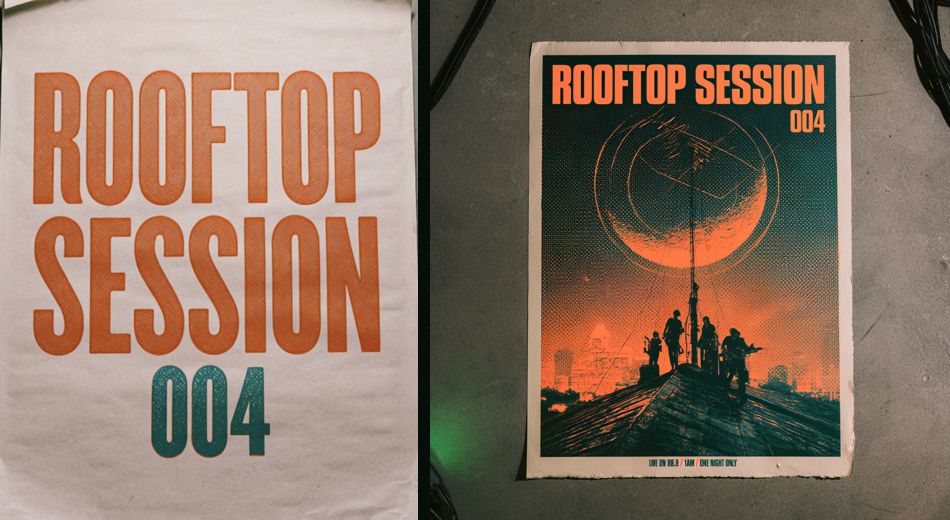 ROOFTOP
SESSION
004
ROOFTOP SESSION
004
LIVE ON 88.8 / 1AM / ONE NIGHT ONLY